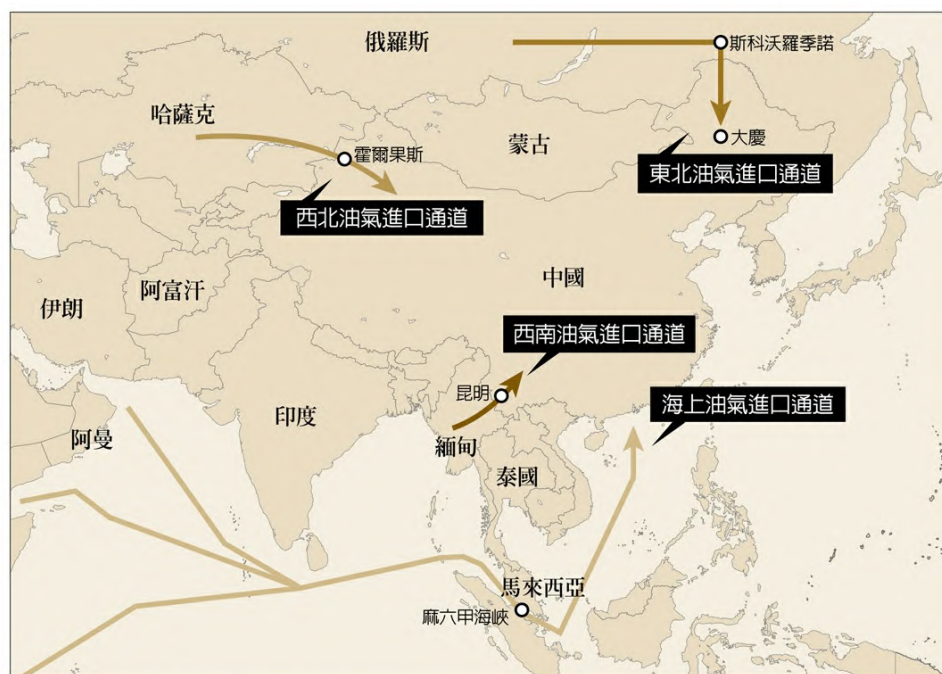 俄羅斯
斯科沃羅季諾
哈薩克
霍爾果斯
蒙古
大慶
東北油氣進口通道
西北油氣進口通道
中國
阿富汗
伊朗
西南油氣進口通道
昆明
海上油氣進口通道
印度
阿曼
緬甸
泰國
馬來西亞
麻六甲海峽